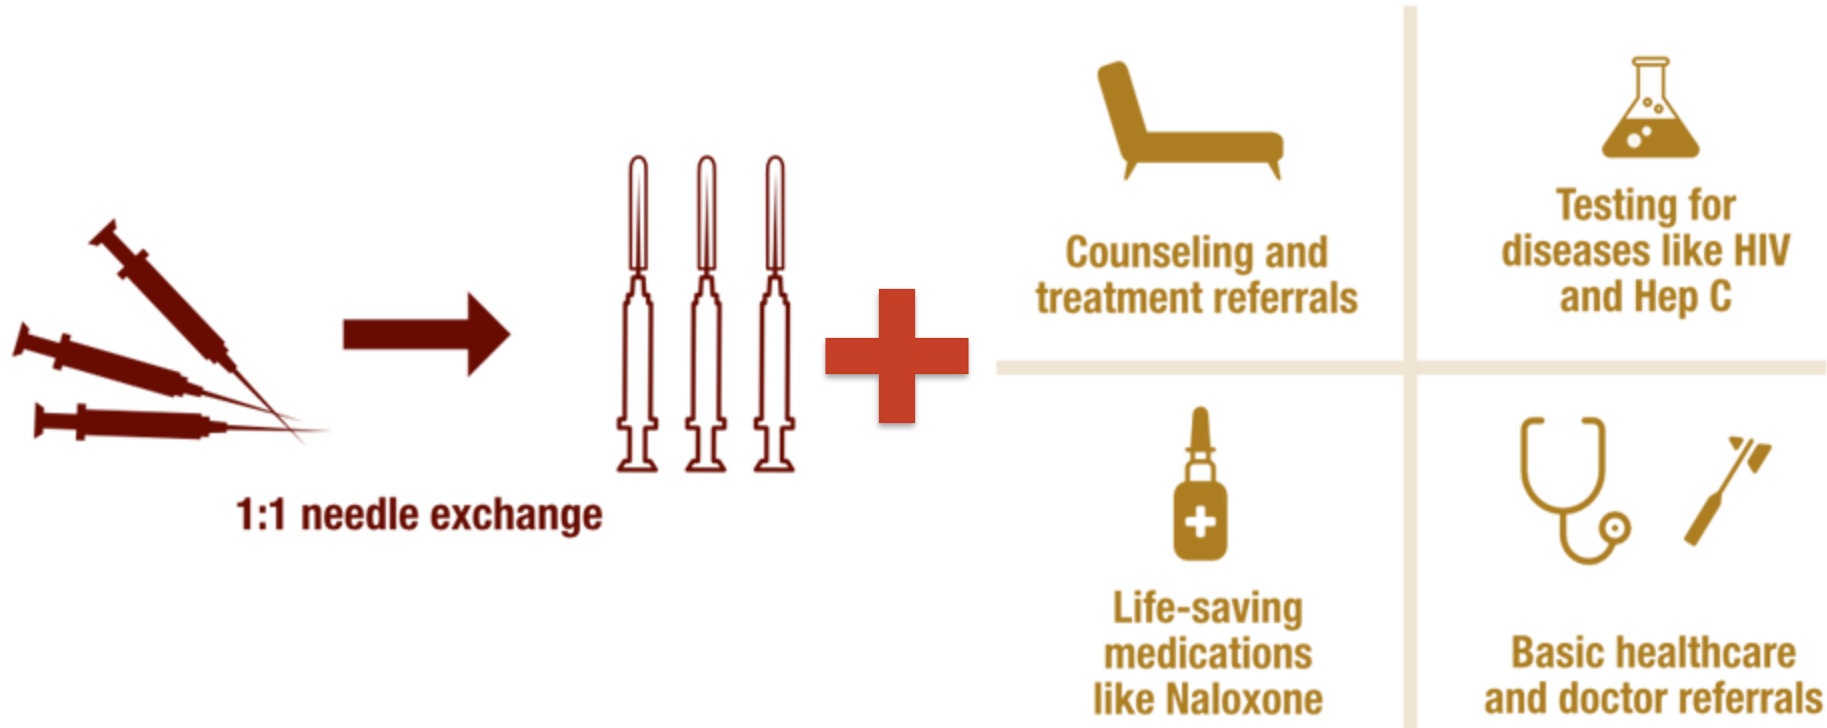 1:1 needle exchange
Counseling and
treatment referrals
Testing for
diseases like HIV
and Hep C
Life-saving
medications
like Naloxone
Basic healthcare
and doctor referrals